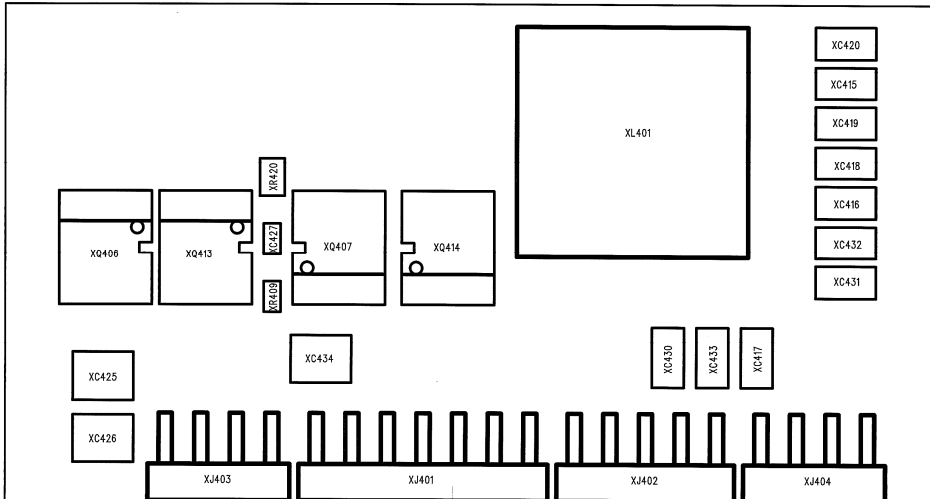 XC420
XC415
XL401
XC419
XC418
XR420
XC416
XC427
XC432
XQ406
XQ413
XQ407
XQ414
XC431
XR409
XC434
XC430
XC433
XC417
XC425
XC426
XJ403
XJ401
XJ402
XJ404